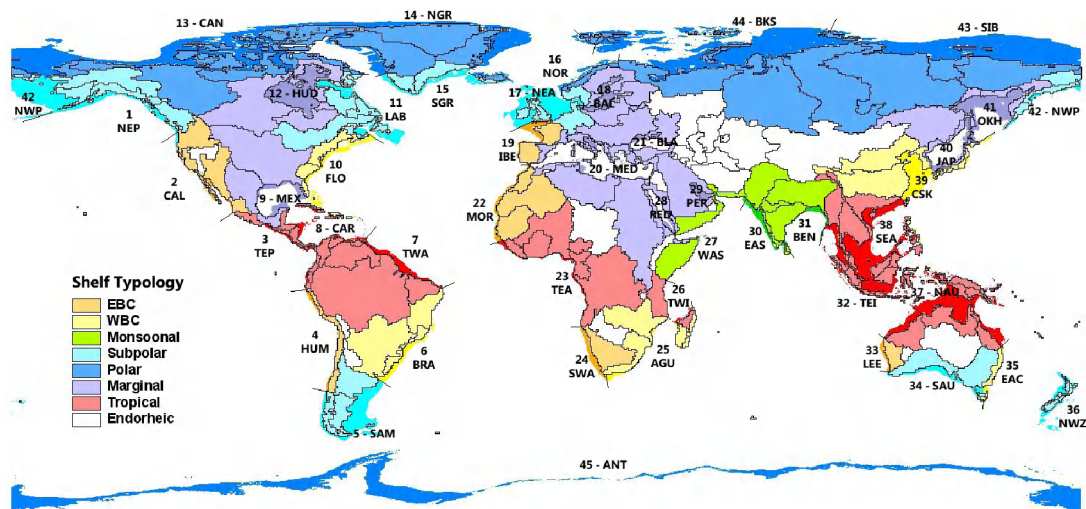 13 - CAN
14 - NGR
44 - BKS
43 - SIB
16
NOR
42
NWP
12 - HUD
15
SGR
17 - NEA
18
BAL
11
LAB
1
NEP
41
OKH
42 - NWP
19
IBE
21 - BLA
40
JAP
10
FLO
20 - MED
39
CSK
2
CAL
9 - MEX
22
MOR
28
RED
29
PER
8 - CAR
7
TWA
3
TEP
27
WAS
30
EAS
31
BEN
38
SEA
23
TEA
26
TWI
32 - TEI
37 - NAU
Shelf Typology
EBC
WBC
Monsoonal
Subpolar
Polar
Marginal
Tropical
Endorheic
4
HUM
6
BRA
24
SWA
25
AGU
33
LEE
35
EAC
34 - SAU
36
NWZ
5 - SAM
45 - ANT